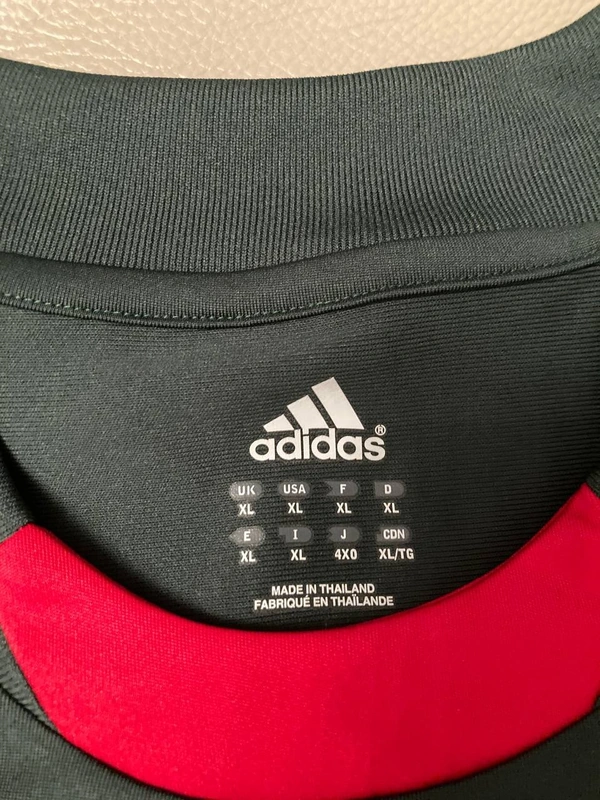 adidas®
UK USA F D
XL XL XL XL
E I J CDN
XL XL 4XO XL/TG
MADE IN THAILAND
FABRIQUÉ EN THAÏLANDE